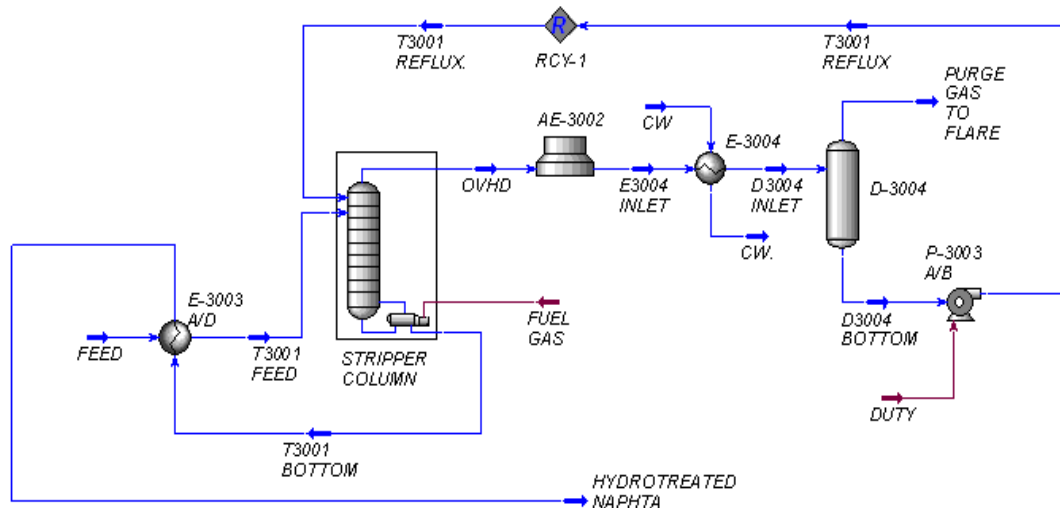 T3001
REFLUX.
RCY-1
T3001
REFLUX
PURGE
GAS
TO
FLARE
AE-3002
CW
E-3004
OVHD
E3004
INLET
D3004
INLET
D-3004
CW.
P-3003
A/B
E-3003
A/D
FEED
T3001
FEED
STRIPPER
COLUMN
FUEL
GAS
D3004
BOTTOM
DUTY
T3001
BOTTOM
HYDROTREATED
NAPHTA
R